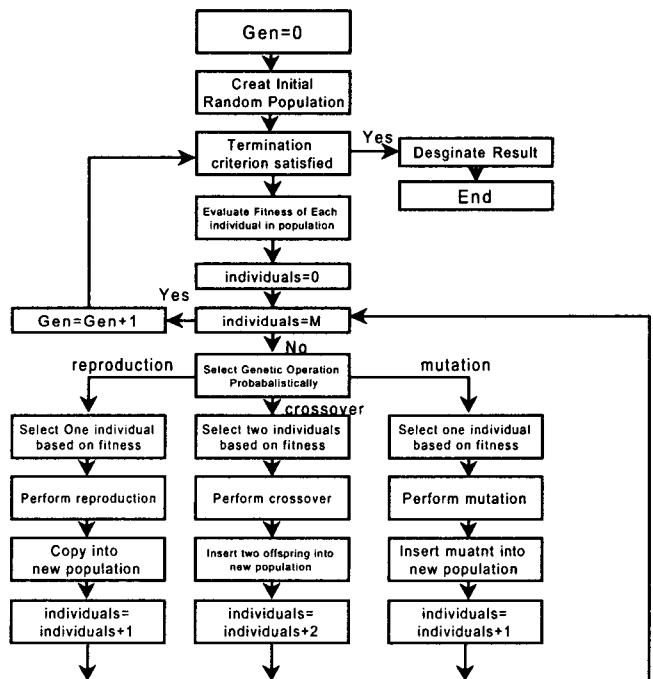 Gen=0
Creat Initial
Random Population
Termination
criterion satisfied
Yes
Desginate Result
End
Evaluate Fitness of Each
individual in population
individuals=0
Yes
Gen=Gen+1
individuals=M
No
reproduction
Select Genetic Operation
Probabalistically
mutation
crossover
Select One individual
based on fitness
Select two individuals
based on fitness
Select one individual
based on fitness
Perform reproduction
Perform crossover
Perform mutation
Copy into
new population
Insert two offspring into
new population
Insert muatnt into
new population
individuals=
individuals+1
individuals=
individuals+2
individuals=
individuals+1